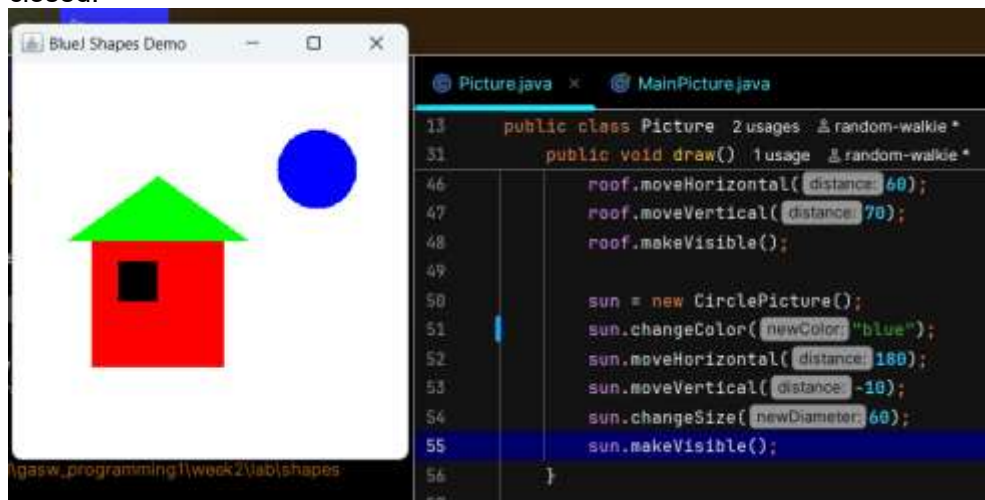 closed.
BlueJ Shapes Demo
Picture.java
MainPicture.java
13 public class Picture 2 usages random-walkie *
31 public void draw() 1 usage random-walkie *
46 roof.moveHorizontal( distance: 60);
47 roof.moveVertical( distance: 70);
48 roof.makeVisible();
49
50 sun = new CirclePicture();
51 sun.changeColor( newColor: "blue");
52 sun.moveHorizontal( distance: 180);
53 sun.moveVertical( distance: -10);
54 sun.changeSize( newDiameter: 60);
55 sun.makeVisible();
56 }
\gasw_programming1\week2\lab\shapes